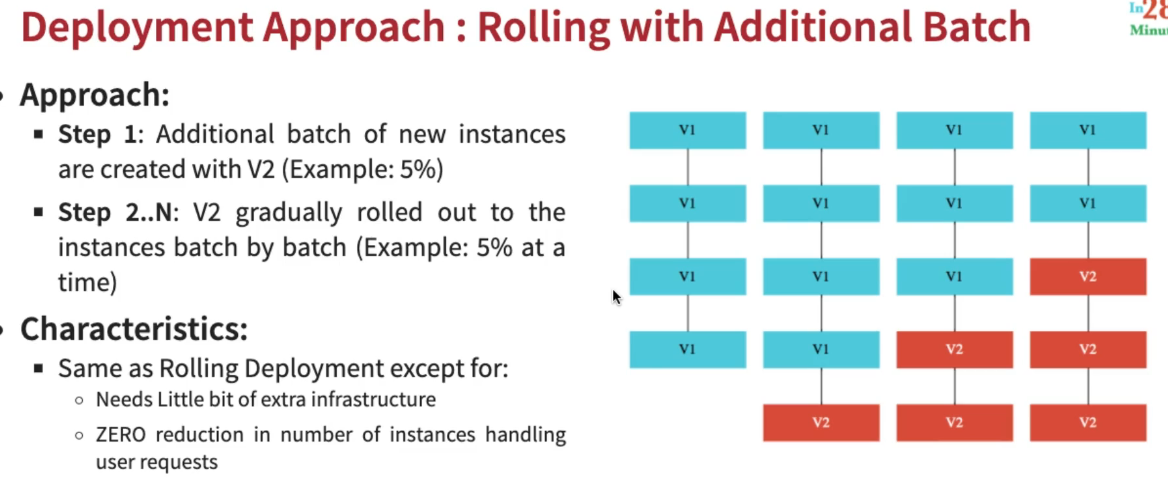 Deployment Approach : Rolling with Additional Batch
In28
Minu
Approach:
▪ Step 1: Additional batch of new instances
are created with V2 (Example: 5%)
▪ Step 2..N: V2 gradually rolled out to the
instances batch by batch (Example: 5% at a
time)
Characteristics:
▪ Same as Rolling Deployment except for:
○ Needs Little bit of extra infrastructure
○ ZERO reduction in number of instances handling
user requests
V1 V1 V1 V1
V1 V1 V1 V1
V1 V1 V1 V2
V1 V1 V2 V2
V2 V2 V2